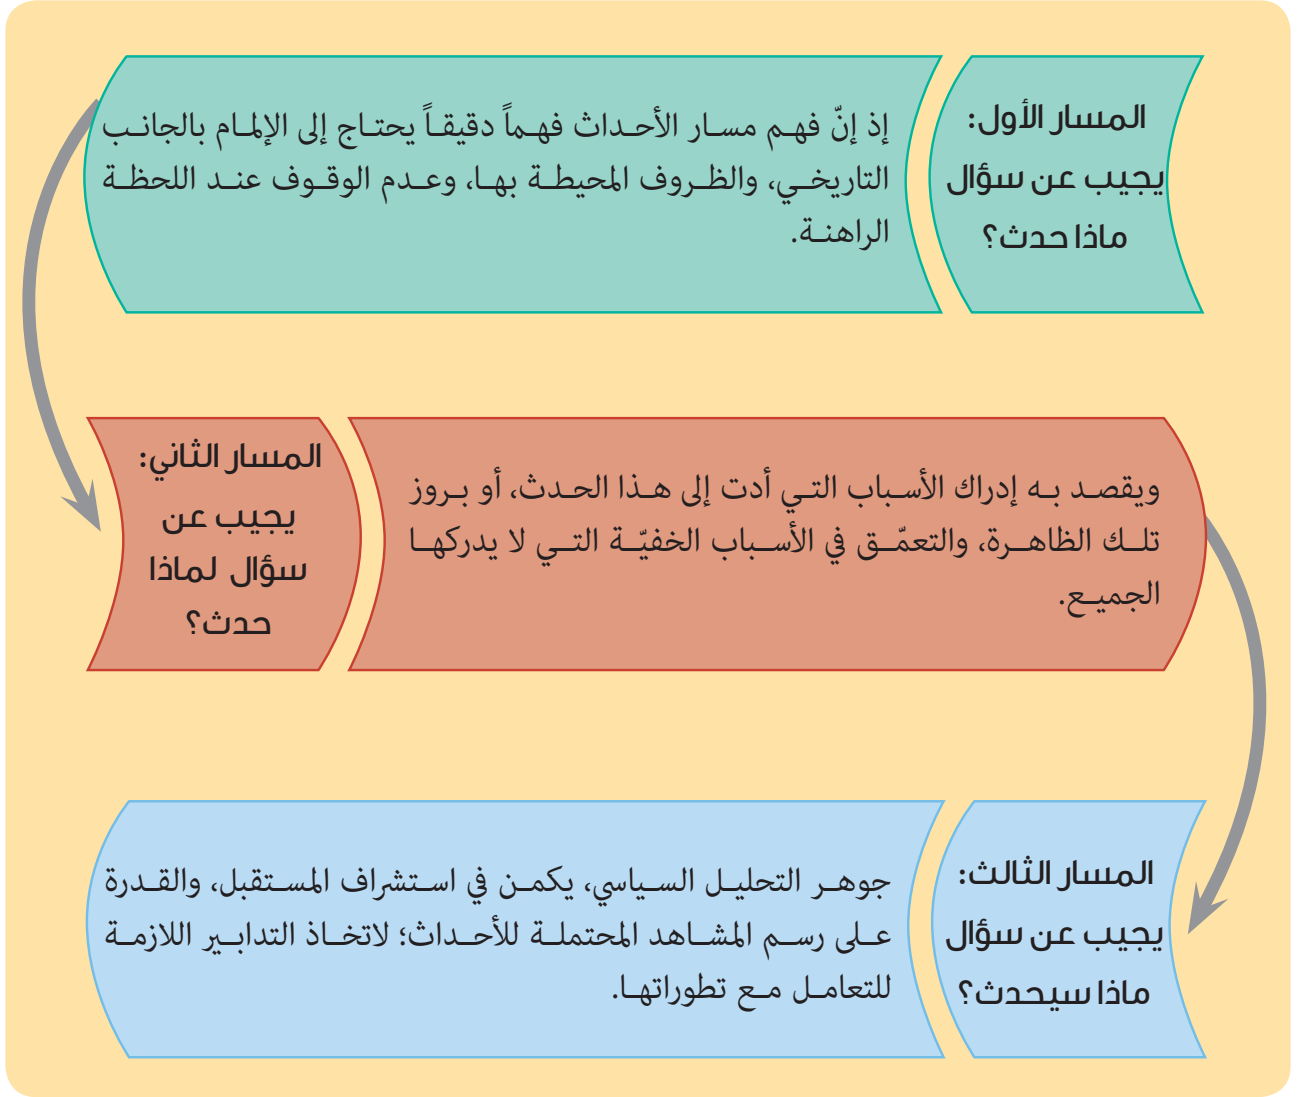 المسار الأول:
يجيب عن سؤال
ماذا حدث؟
إذ إنّ فهم مسار الأحداث فهماً دقيقاً يحتاج إلى الإلمام بالجانب
التاريخي، والظروف المحيطة بها، وعدم الوقوف عند اللحظة
الراهنة.
المسار الثاني:
يجيب عن
سؤال لماذا
حدث؟
ويقصد به إدراك الأسباب التي أدت إلى هذا الحدث، أو بروز
تلك الظاهرة، والتعمّق في الأسباب الخفيّة التي لا يدركها
الجميع.
المسار الثالث:
يجيب عن سؤال
ماذا سيحدث؟
جوهر التحليل السياسي، يكمن في استشراف المستقبل، والقدرة
على رسم المشاهد المحتملة للأحداث؛ لاتخاذ التدابير اللازمة
للتعامل مع تطوراتها.